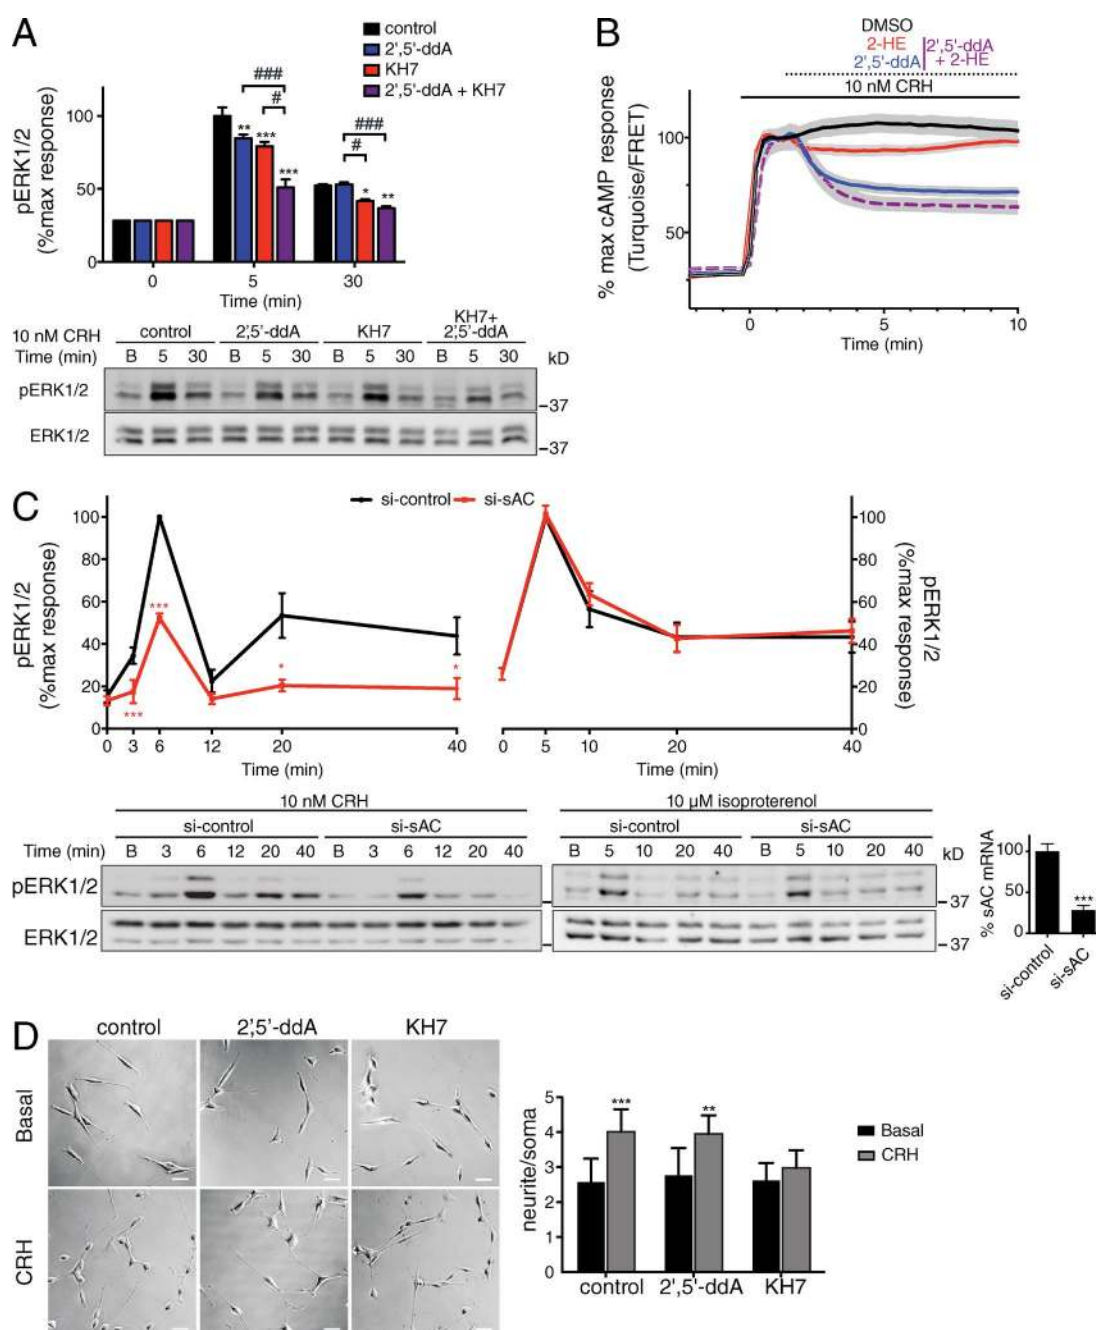 A
control
2',5'-ddA
KH7
2',5'-ddA + KH7
pERK1/2
(%max response)
100
50
0
###
#
** *** ***
###
#
* **
0 5 30
Time (min)
10 nM CRH
control 2',5'-ddA KH7 KH7+
2',5'-ddA
Time (min) B 5 30 B 5 30 B 5 30 B 5 30 kD
pERK1/2
–37
ERK1/2
–37
B
DMSO
2-HE 2',5'-ddA
2',5'-ddA + 2-HE
10 nM CRH
% max cAMP response
(Turquoise/FRET)
100
50
0 5 10
Time (min)
C
si-control si-sAC
pERK1/2
(%max response)
100
80
60
40
20
0
***
***
*
*
0 3 6 12 20 40
Time (min)
0 5 10 20 40
Time (min)
100
80
60
40
20
0
pERK1/2
(%max response)
10 nM CRH 10 µM isoproterenol
si-control si-sAC si-control si-sAC
Time (min) B 3 6 12 20 40 B 3 6 12 20 40 B 5 10 20 40 B 5 10 20 40 kD
pERK1/2
–37
ERK1/2
–37
% sAC mRNA
100
50
0
***
si-control
si-sAC
D
control 2',5'-ddA KH7
Basal
CRH
neurite/soma
5
4
3
2
1
0
*** **
Basal
CRH
control 2',5'-ddA KH7